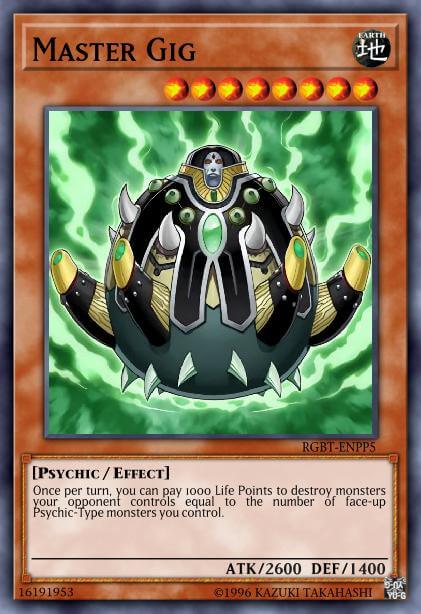 MASTER GIG
EARTH
地
RGBT-ENPP5
[PSYCHIC / EFFECT]
Once per turn, you can pay 1000 Life Points to destroy monsters
your opponent controls equal to the number of face-up
Psychic-Type monsters you control.
ATK/2600 DEF/1400
16191953
©1996 KAZUKI TAKAHASHI